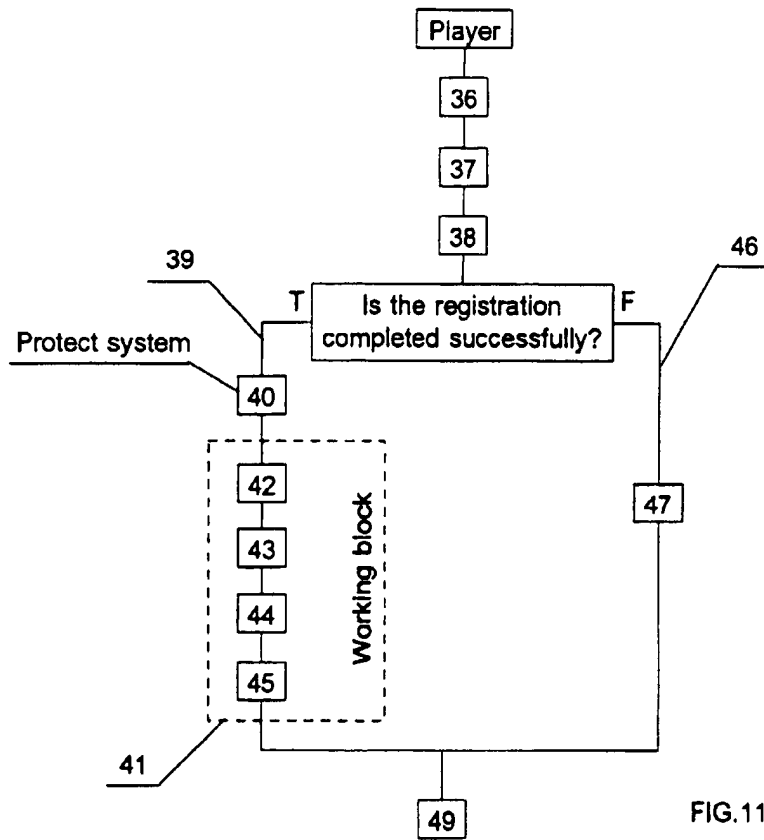 Player
36
37
38
39
46
T
Is the registration
completed successfully?
F
Protect system
40
42
43
44
45
Working block
47
41
49
FIG.11